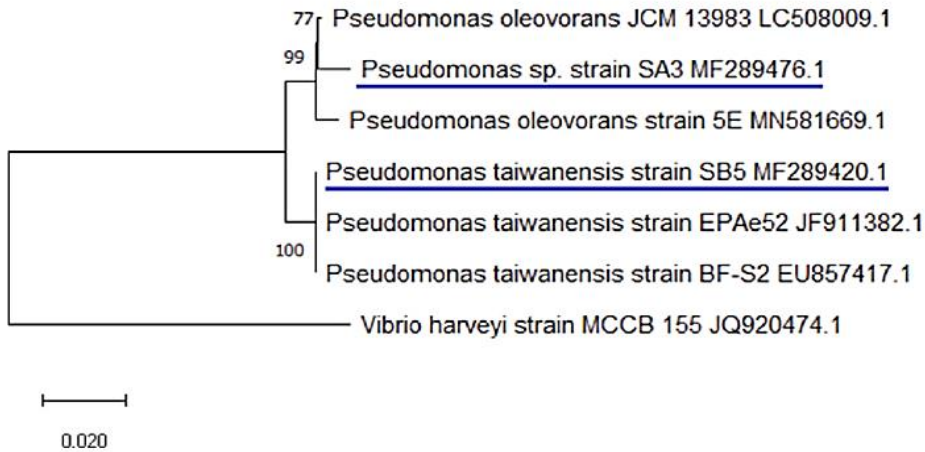 77 Pseudomonas oleovorans JCM 13983 LC508009.1
99
Pseudomonas sp. strain SA3 MF289476.1
Pseudomonas oleovorans strain 5E MN581669.1
Pseudomonas taiwanensis strain SB5 MF289420.1
Pseudomonas taiwanensis strain EPAe52 JF911382.1
100
Pseudomonas taiwanensis strain BF-S2 EU857417.1
Vibrio harveyi strain MCCB 155 JQ920474.1
0.020